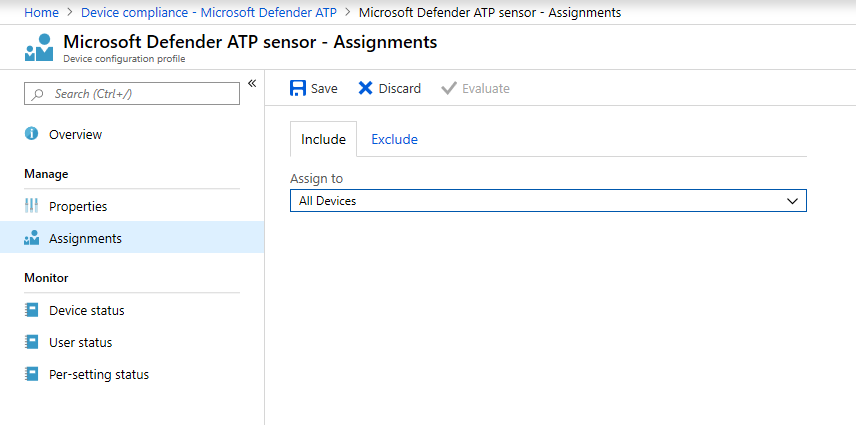 Home > Device compliance - Microsoft Defender ATP > Microsoft Defender ATP sensor - Assignments
Microsoft Defender ATP sensor - Assignments
Device configuration profile
Search (Ctrl+/)
«
Overview
Manage
Properties
Assignments
Monitor
Device status
User status
Per-setting status
Save Discard Evaluate
Include Exclude
Assign to
All Devices